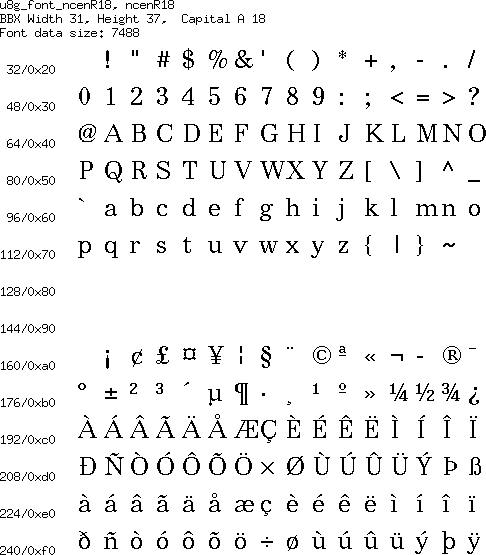 u8g_font_ncenR18, ncenR18
BBX Width 31, Height 37,  Capital A 18
Font data size: 7488
32/0x20 ! " # $ % & ' ( ) * + , - . /
48/0x30 0 1 2 3 4 5 6 7 8 9 : ; < = > ?
64/0x40 @ A B C D E F G H I J K L M N O
80/0x50 P Q R S T U V W X Y Z [ \ ] ^ _
96/0x60 ` a b c d e f g h i j k l m n o
112/0x70 p q r s t u v w x y z { | } ~
128/0x80
144/0x90
160/0xa0 ¡ ¢ £ ¤ ¥ ¦ § ¨ © ª « ¬ - ® ¯
176/0xb0 ° ± ² ³ ´ µ ¶ · ¸ ¹ º » ¼ ½ ¾ ¿
192/0xc0 À Á Â Ã Ä Å Æ Ç È É Ê Ë Ì Í Î Ï
208/0xd0 Ð Ñ Ò Ó Ô Õ Ö × Ø Ù Ú Û Ü Ý Þ ß
224/0xe0 à á â ã ä å æ ç è é ê ë ì í î ï
240/0xf0 ð ñ ò ó ô õ ö ÷ ø ù ú û ü ý þ ÿ